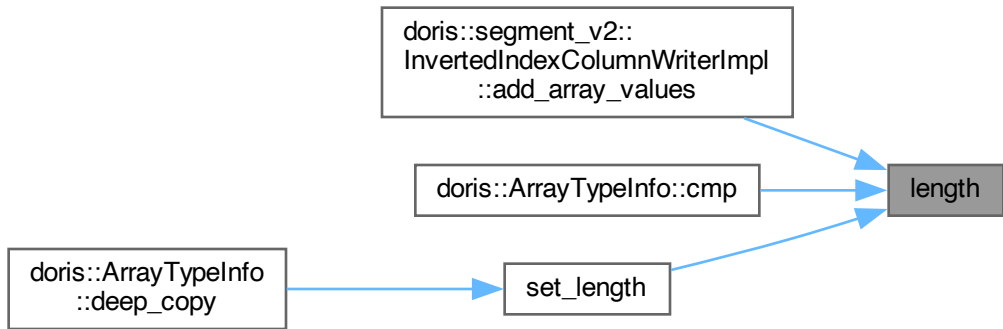 doris::segment_v2::
InvertedIndexColumnWriterImpl
::add_array_values
doris::ArrayTypeInfo::cmp
length
doris::ArrayTypeInfo
::deep_copy
set_length